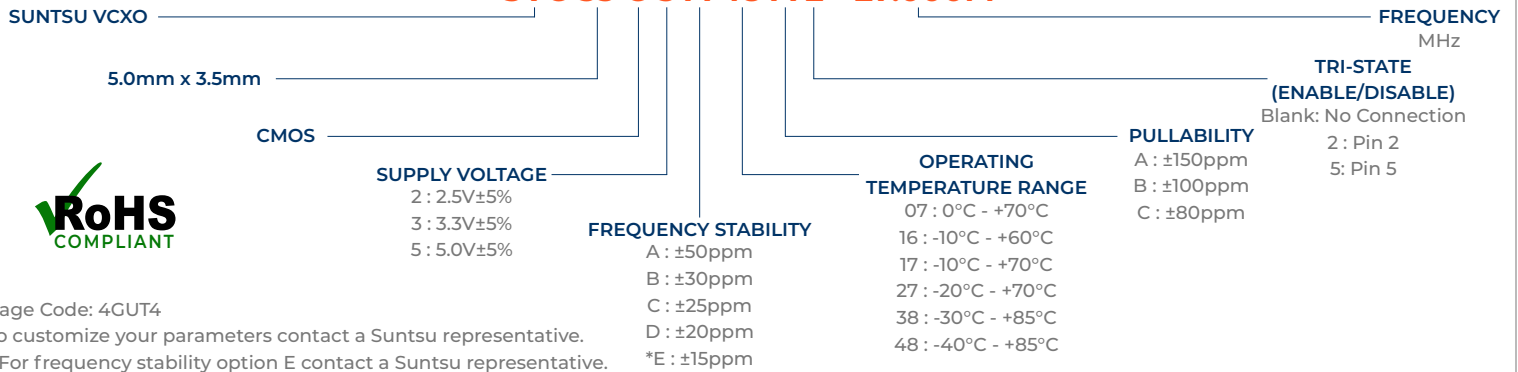 SUNTSU VCXO
FREQUENCY
MHz
5.0mm x 3.5mm
TRI-STATE
(ENABLE/DISABLE)
Blank: No Connection
2 : Pin 2
5: Pin 5
CMOS
PULLABILITY
A : ±150ppm
B : ±100ppm
C : ±80ppm
SUPPLY VOLTAGE
2 : 2.5V±5%
3 : 3.3V±5%
5 : 5.0V±5%
OPERATING
TEMPERATURE RANGE
07 : 0°C - +70°C
16 : -10°C - +60°C
17 : -10°C - +70°C
27 : -20°C - +70°C
38 : -30°C - +85°C
48 : -40°C - +85°C
FREQUENCY STABILITY
A : ±50ppm
B : ±30ppm
C : ±25ppm
D : ±20ppm
*E : ±15ppm
RoHS
COMPLIANT
age Code: 4GUT4
o customize your parameters contact a Suntsu representative.
For frequency stability option E contact a Suntsu representative.